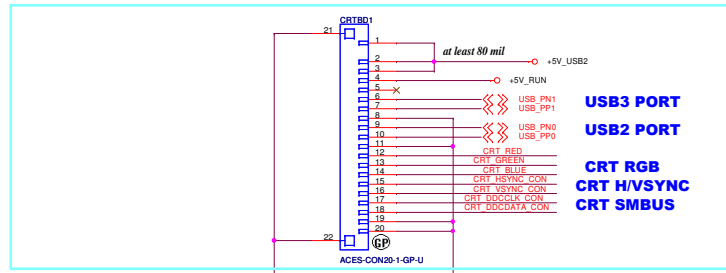 CRTBD1
21
1
at least 80 mil
2
+5V_USB2
3
4
+5V_RUN
5
6
USB_PN1
USB3 PORT
7
USB_PP1
8
9
USB_PN0
USB2 PORT
10
USB_PP0
11
12
CRT_RED
13
CRT_GREEN
CRT RGB
14
CRT_BLUE
15
CRT_HSYNC_CON
CRT H/VSYNC
16
CRT_VSYNC_CON
17
CRT_DDCCLK_CON
CRT SMBUS
18
CRT_DDCDATA_CON
19
20
22
GP
ACES-CON20-1-GP-U